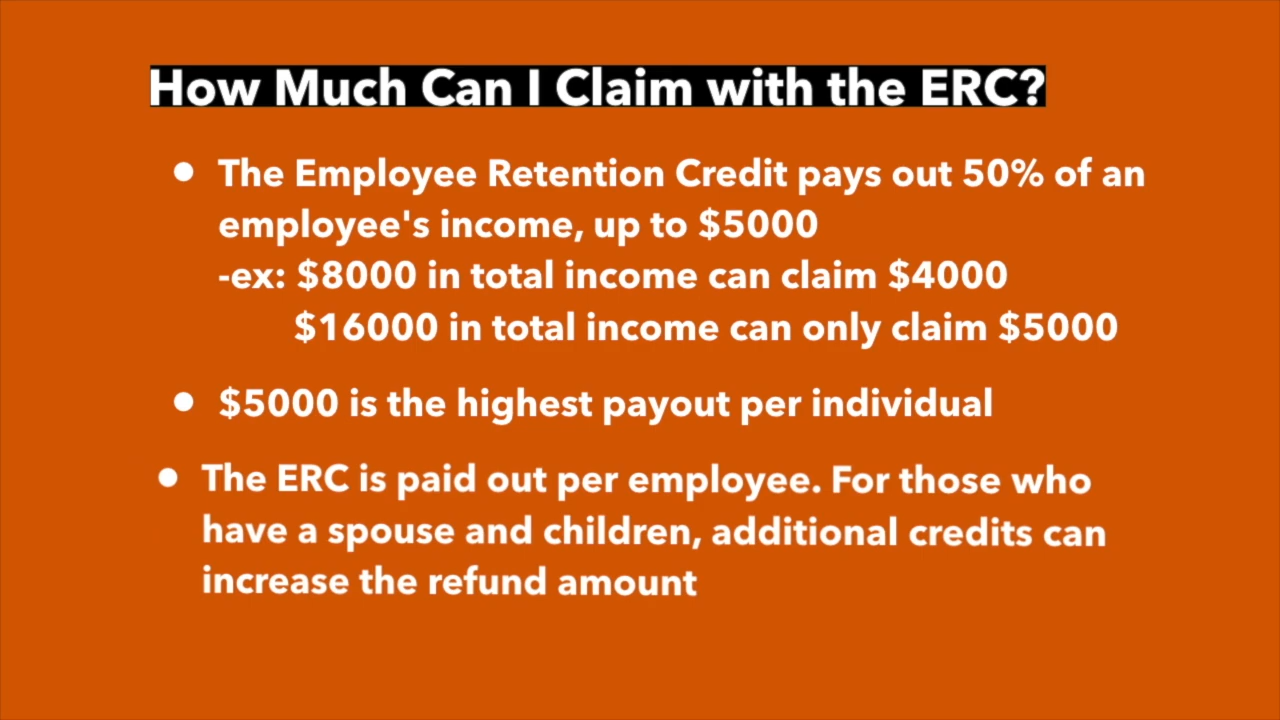 How Much Can I Claim with the ERC?
• The Employee Retention Credit pays out 50% of an
employee's income, up to $5000
-ex: $8000 in total income can claim $4000
$16000 in total income can only claim $5000
• $5000 is the highest payout per individual
• The ERC is paid out per employee. For those who
have a spouse and children, additional credits can
increase the refund amount